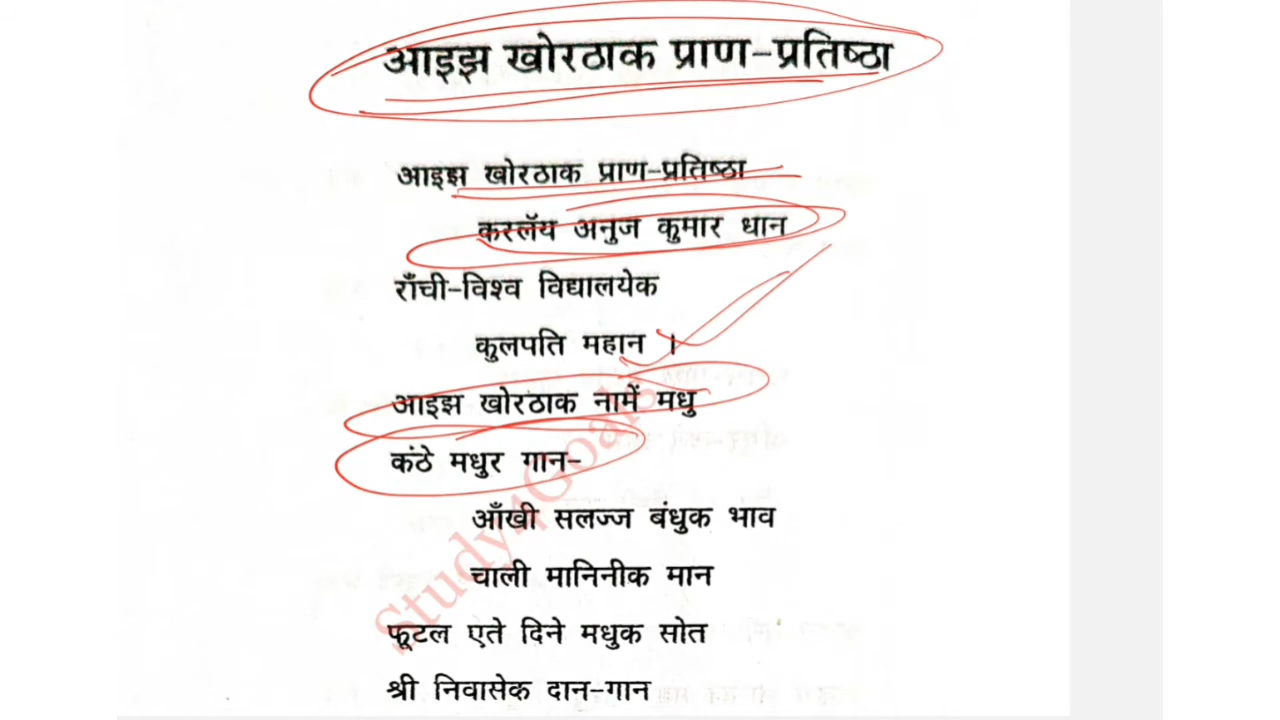 आइझ खोरठाक प्राण-प्रतिष्ठा
आइझ खोरठाक प्राण-प्रतिष्ठा
करलॅय अनुज कुमार धान
राँची-विश्व विद्यालयेक
कुलपति महान ।
आइझ खोरठाक नामें मधु
कंठे मधुर गान-
आँखी सलज्ज बंधुक भाव
चाली मानिनीक मान
फूटल एते दिने मधुक सोत
श्री निवासेक दान-गान
Study4Goals